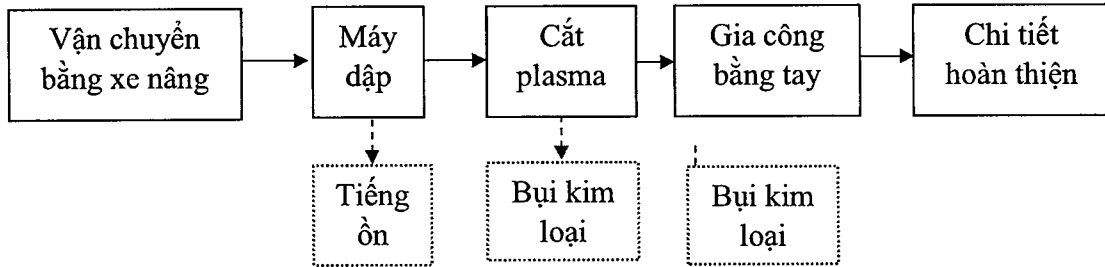 Vận chuyển
bằng xe nâng
Máy
dập
Cắt
plasma
Gia công
bằng tay
Chi tiết
hoàn thiện
Tiếng
ồn
Bụi kim
loại
Bụi kim
loại